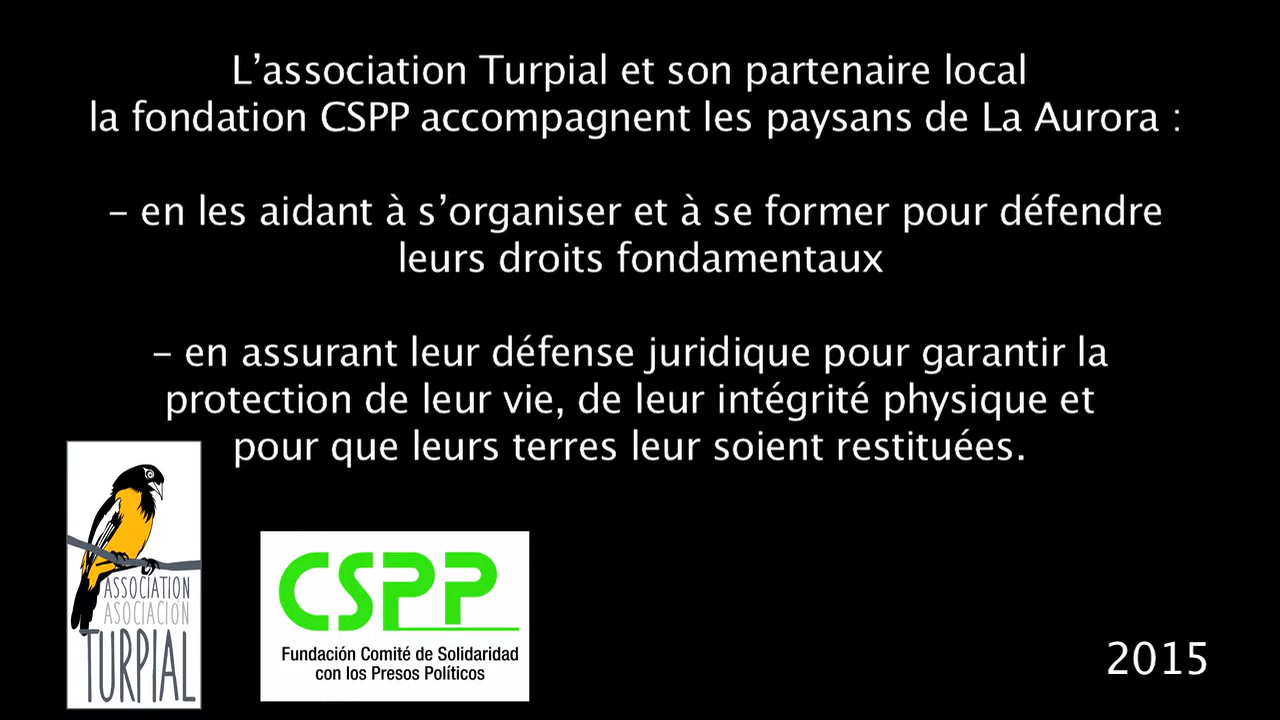 L’association Turpial et son partenaire local
la fondation CSPP accompagnent les paysans de La Aurora :
– en les aidant à s’organiser et à se former pour défendre
leurs droits fondamentaux
– en assurant leur défense juridique pour garantir la
protection de leur vie, de leur intégrité physique et
pour que leurs terres leur soient restituées.
ASSOCIATION
ASOCIACIÓN
TURPIAL
CSPP
Fundación Comité de Solidaridad
con los Presos Políticos
2015